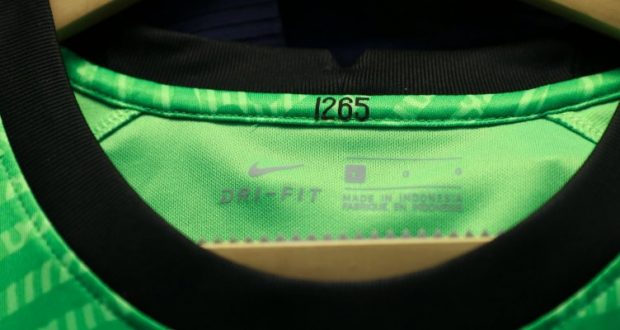 1265
DRI-FIT
MADE IN INDONESIA
FABRIQUÉ EN INDONÉSIE